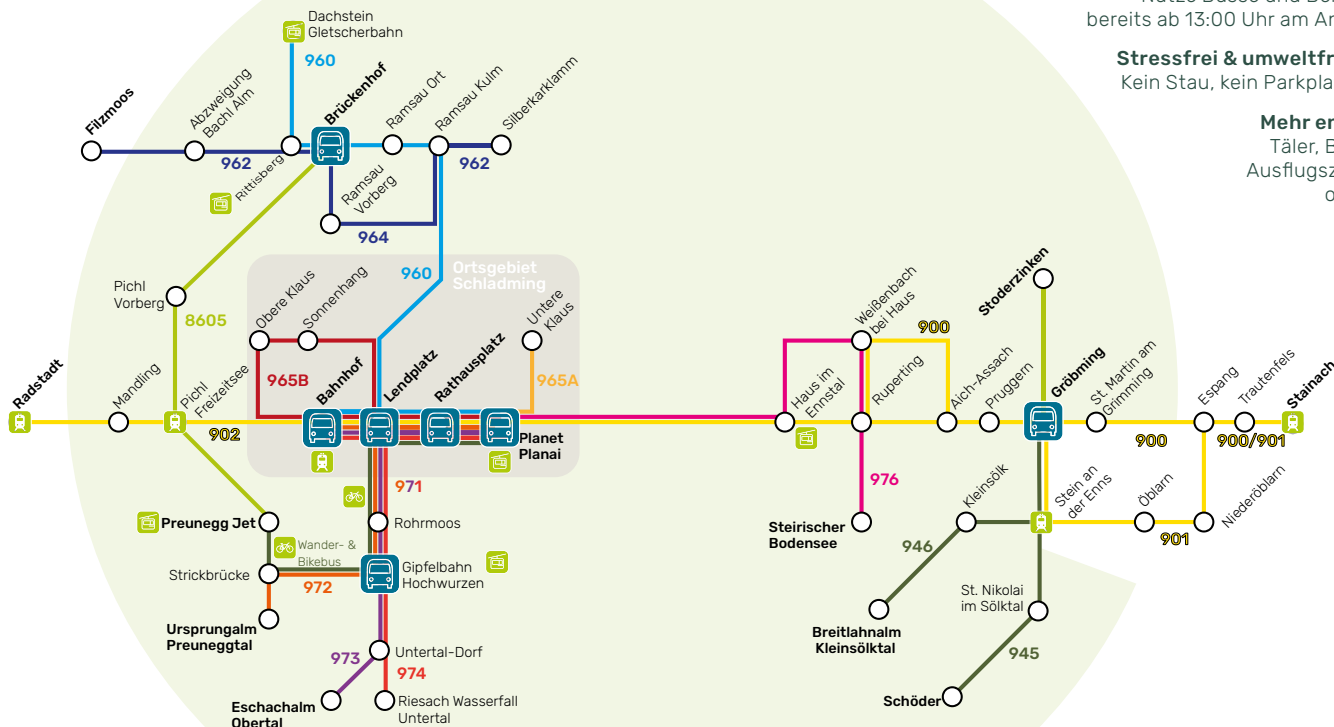 Nutze Busse und
bereits ab 13:00 Uhr am
Stressfrei & umweltfr
Kein Stau, kein Parkpla
Mehr er
Täler, B
Ausflugsz
o
Dachstein
Gletscherbahn
960
Filzmoos
Abzweigung
Bachl Alm
Brückenhof
Ramsau Ort
Ramsau Kulm
Silberkarklamm
962
962
Rittisberg
Ramsau
Vorberg
964
960
Ortsgebiet
Schladming
Pichl
Vorberg
8605
Obere Klaus
Sonnenhang
Untere
Klaus
965B
965A
Bahnhof
Lendplatz
Rathausplatz
Planet
Planai
Radstadt
Mandling
Pichl
Freizeitsee
902
Haus im
Ennstal
Weißenbach
bei Haus
900
Ruperting
Aich-Assach
Pruggern
Stoderzinken
Gröbming
St. Martin am
Grimming
900
Espang
Trautenfels
900/901
Stainach
971
976
Rohrmoos
Preunegg Jet
Wander- &
Bikebus
Strickbrücke
972
Gipfelbahn
Hochwurzen
Ursprungalm
Preuneggtal
Steirischer
Bodensee
Kleinsölk
946
Stein an
der Enns
Öblarn
901
Niederöblarn
St. Nikolai
im Sölktal
Breitlahnalm
Kleinsölktal
945
Schöder
Untertal-Dorf
973
974
Eschachalm
Obertal
Riesach Wasserfall
Untertal